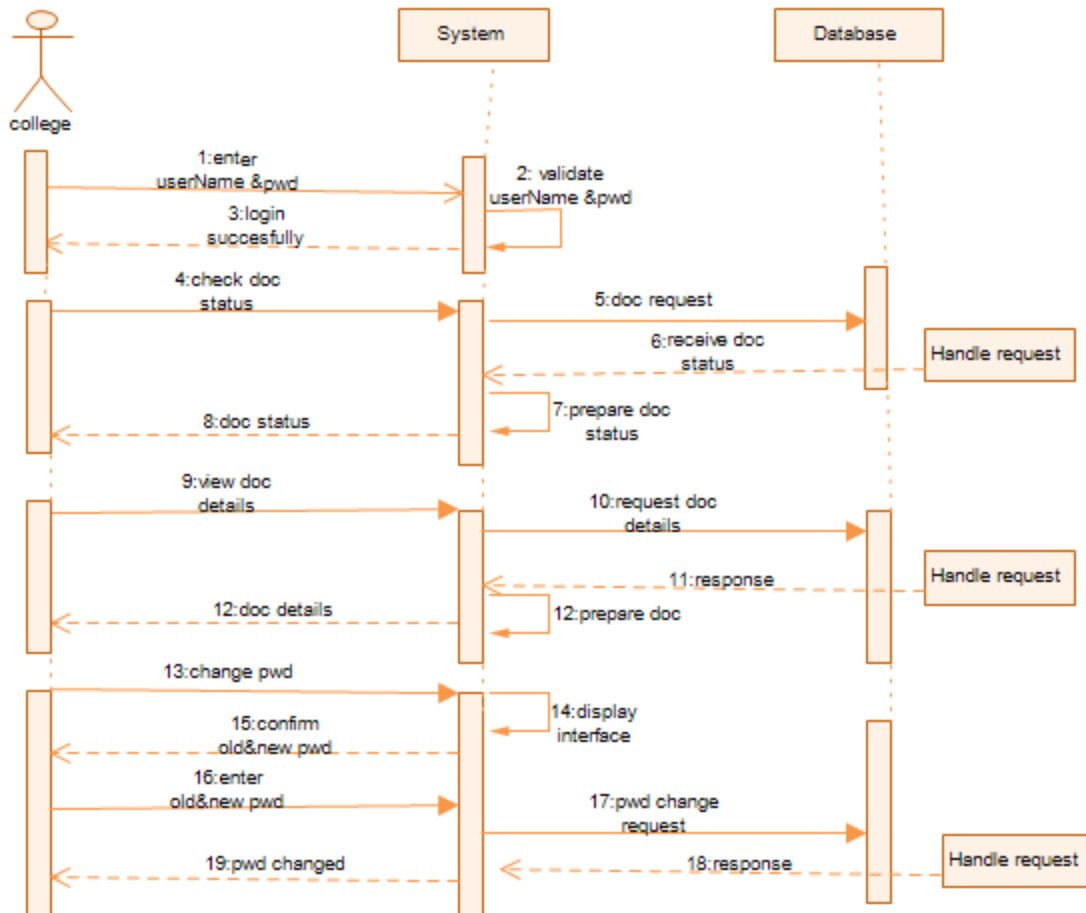 System
Database
college
1:enter
userName &pwd
2: validate
userName &pwd
3:login
succesfully
4:check doc
status
5:doc request
6:receive doc
status
Handle request
7:prepare doc
status
8:doc status
9:view doc
details
10:request doc
details
11:response
Handle request
12:doc details
12:prepare doc
13:change pwd
14:display
interface
15:confirm
old&new pwd
16:enter
old&new pwd
17:pwd change
request
18:response
Handle request
19:pwd changed